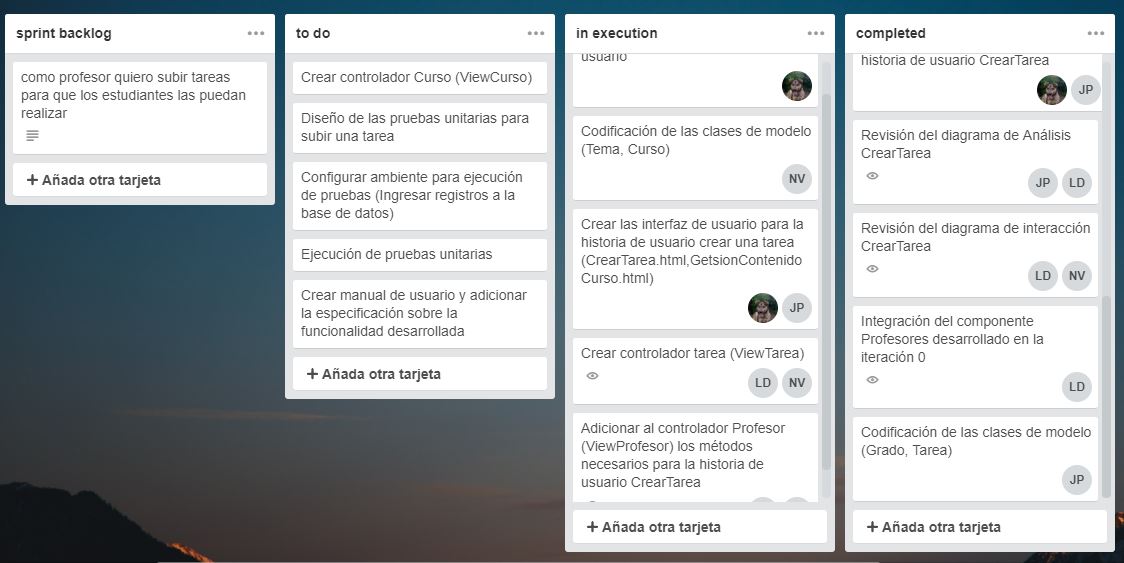 sprint backlog
como profesor quiero subir tareas
para que los estudiantes las puedan
realizar
+ Añada otra tarjeta
to do
Crear controlador Curso (ViewCurso)
Diseño de las pruebas unitarias para
subir una tarea
Configurar ambiente para ejecución
de pruebas (Ingresar registros a la
base de datos)
Ejecución de pruebas unitarias
Crear manual de usuario y adicionar
la especificación sobre la
funcionalidad desarrollada
+ Añada otra tarjeta
in execution
usuario
Codificación de las clases de modelo
(Tema, Curso)
NV
Crear las interfaz de usuario para la
historia de usuario crear una tarea
(CrearTarea.html,GetsionContenido
Curso.html)
JP
Crear controlador tarea (ViewTarea)
LD NV
Adicionar al controlador Profesor
(ViewProfesor) los métodos
necesarios para la historia de
usuario CrearTarea
+ Añada otra tarjeta
completed
historia de usuario CrearTarea
JP
Revisión del diagrama de Análisis
CrearTarea
JP LD
Revisión del diagrama de interacción
CrearTarea
LD NV
Integración del componente
Profesores desarrollado en la
iteración 0
LD
Codificación de las clases de modelo
(Grado, Tarea)
JP
+ Añada otra tarjeta